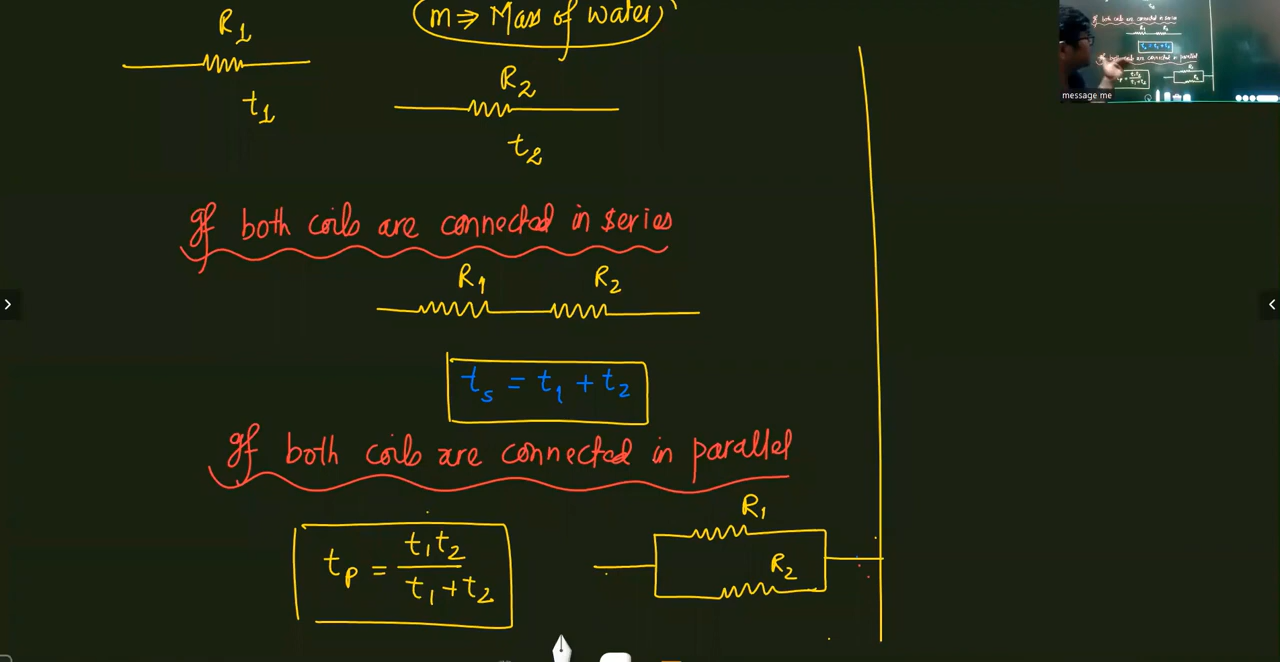 (m ⇒ Mass of water)
R1
t1
R2
t2
If both coils are connected in series
R1 R2
ts = t1 + t2
If both coils are connected in parallel
tp = t1t2 / t1 + t2
R1
R2
message me